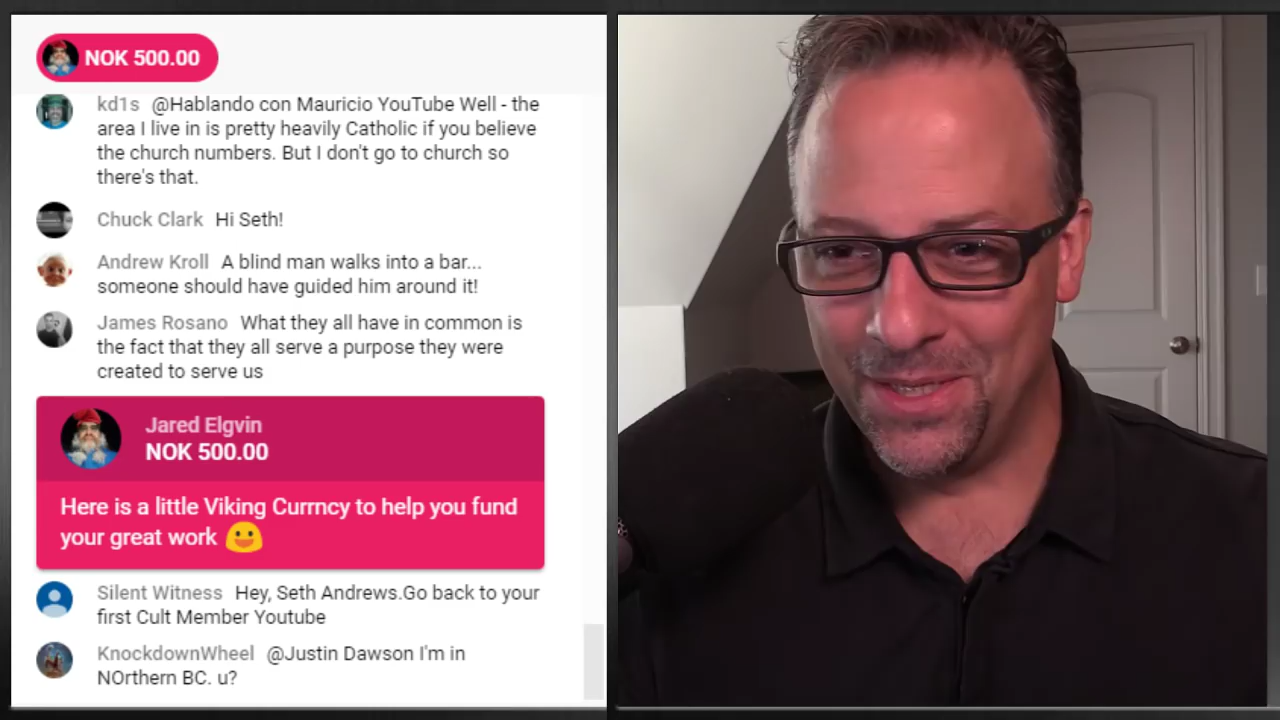 NOK 500.00
kd1s @Hablando con Mauricio YouTube Well - the
area I live in is pretty heavily Catholic if you believe
the church numbers. But I don't go to church so
there's that.
Chuck Clark Hi Seth!
Andrew Kroll A blind man walks into a bar...
someone should have guided him around it!
James Rosano What they all have in common is
the fact that they all serve a purpose they were
created to serve us
Jared Elgvin
NOK 500.00
Here is a little Viking Currncy to help you fund
your great work
Silent Witness Hey, Seth Andrews.Go back to your
first Cult Member Youtube
KnockdownWheel @Justin Dawson I'm in
NOrthern BC. u?